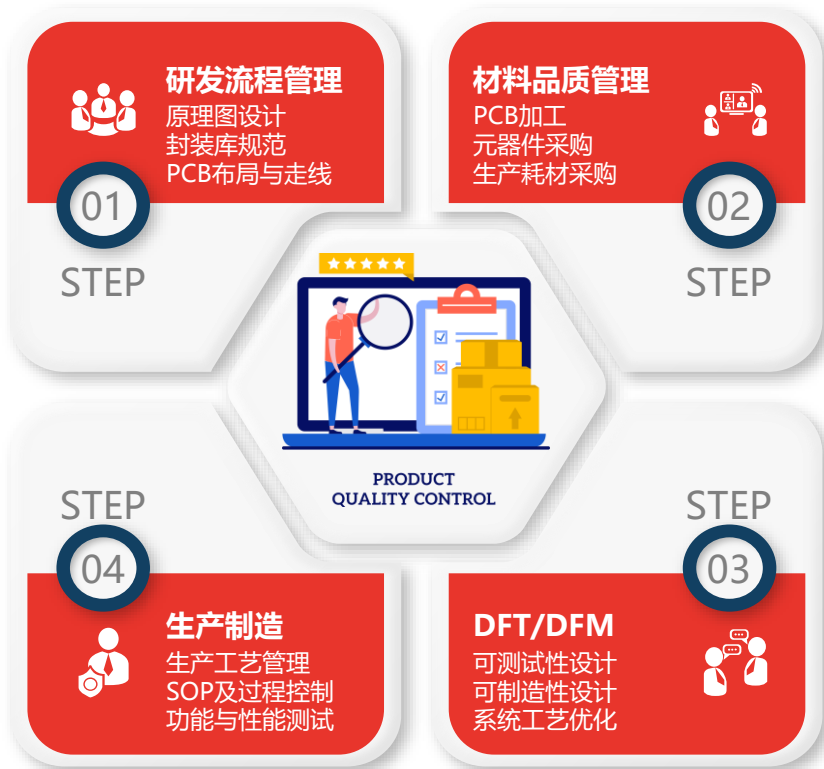 研发流程管理
原理图设计
封装库规范
PCB布局与走线
01
STEP
材料品质管理
PCB加工
元器件采购
生产耗材采购
02
STEP
PRODUCT
QUALITY CONTROL
STEP
04
生产制造
生产工艺管理
SOP及过程控制
功能与性能测试
STEP
03
DFT/DFM
可测试性设计
可制造性设计
系统工艺优化